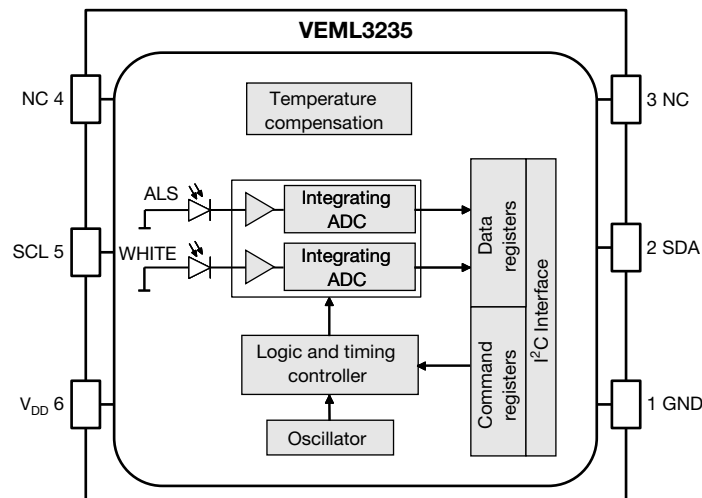 VEML3235
NC 4
3 NC
Temperature
compensation
ALS
Integrating
ADC
SCL 5
WHITE
Integrating
ADC
Data
registers
I²C Interface
2 SDA
Logic and timing
controller
Command
registers
V_DD 6
1 GND
Oscillator